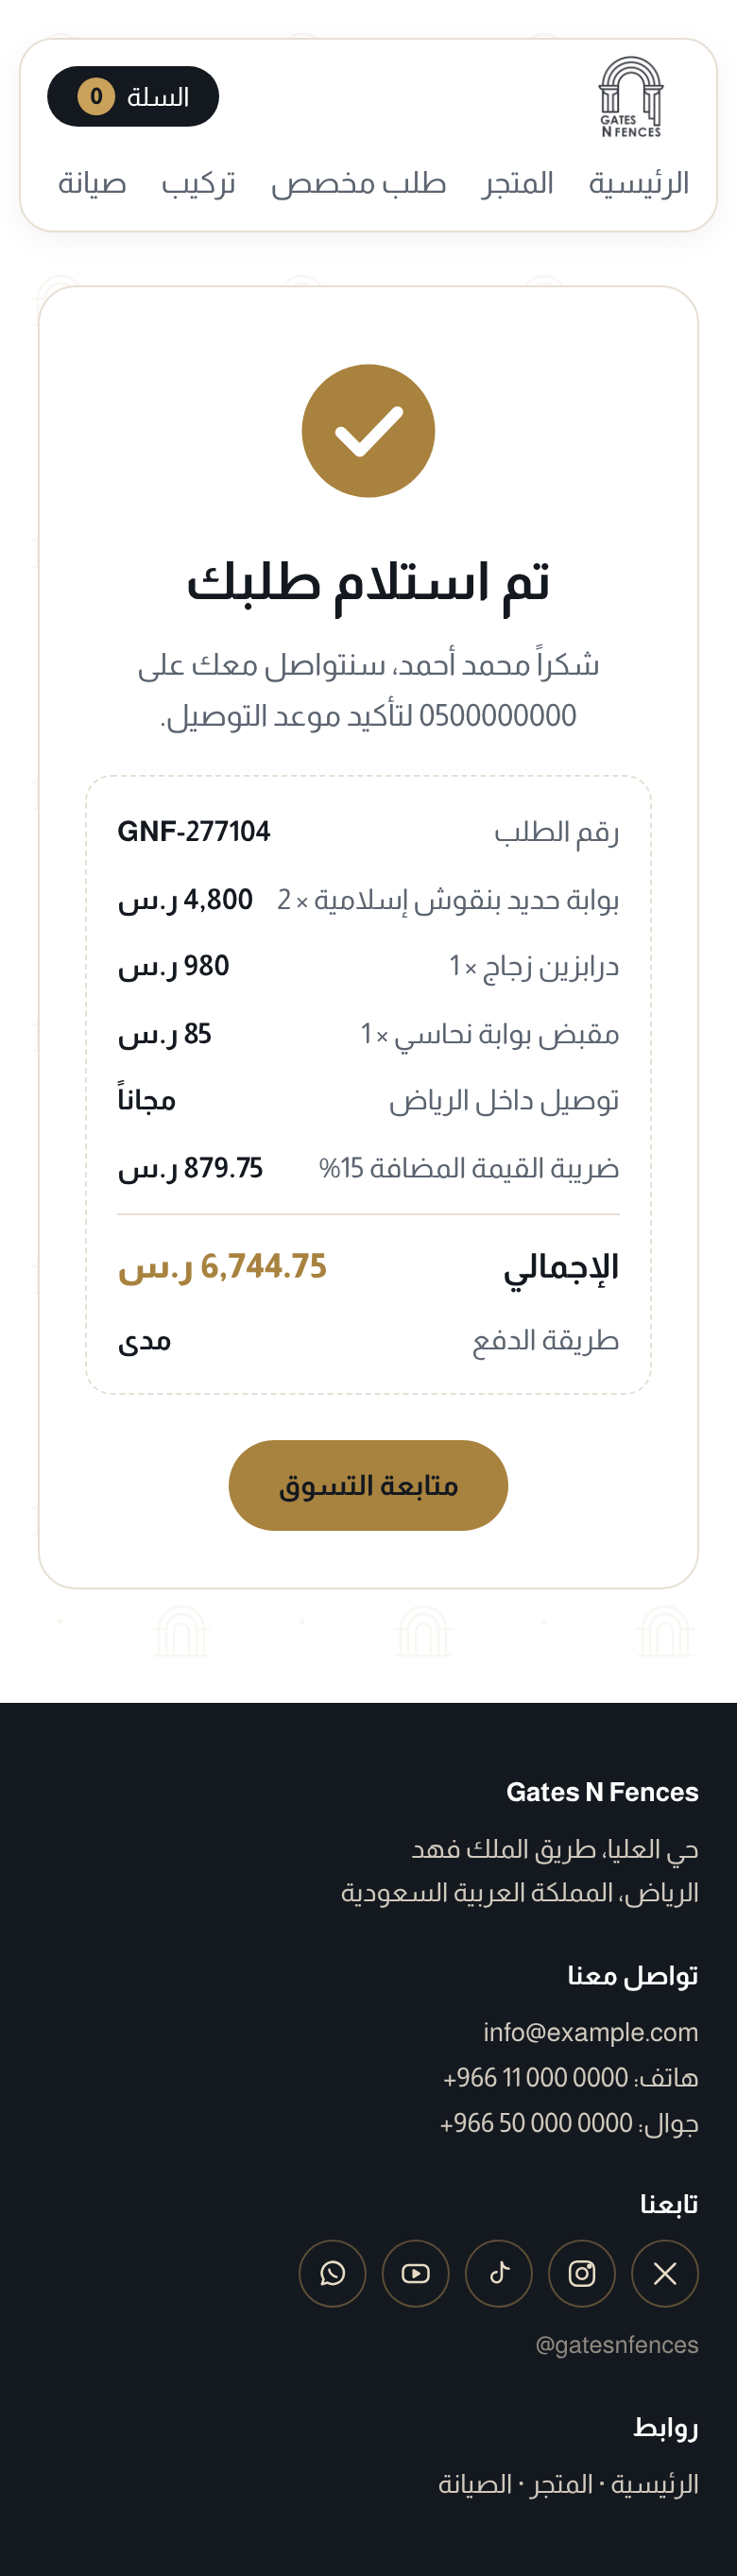 GATES
N FENCES
السلة 0
الرئيسية المتجر طلب مخصص تركيب صيانة
تم استلام طلبك
شكراً محمد أحمد، سنتواصل معك على
0500000000 لتأكيد موعد التوصيل.
رقم الطلب GNF-277104
بوابة حديد بنقوش إسلامية × 2 4,800 ر.س
درابزين زجاج × 1 980 ر.س
مقبض بوابة نحاسي × 1 85 ر.س
توصيل داخل الرياض مجاناً
ضريبة القيمة المضافة 15% 879.75 ر.س
الإجمالي 6,744.75 ر.س
طريقة الدفع مدى
متابعة التسوق
Gates N Fences
حي العليا، طريق الملك فهد
الرياض، المملكة العربية السعودية
تواصل معنا
info@example.com
هاتف: 0000 000 11 966+
جوال: 0000 000 50 966+
تابعنا
@gatesnfences
روابط
الرئيسية · المتجر · الصيانة